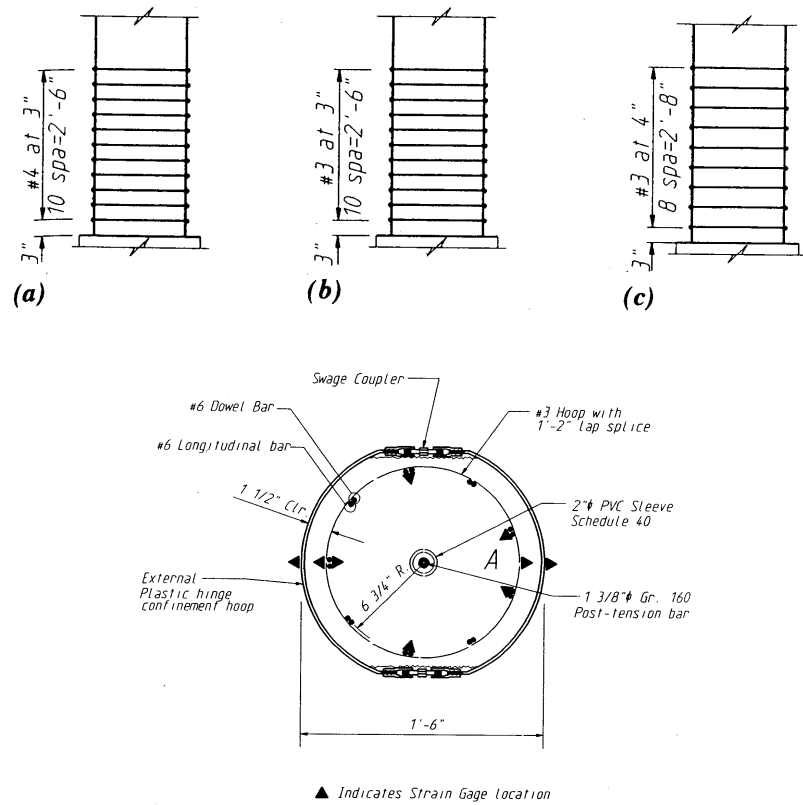 #4 at 3"
10 spa=2'-6"
3"
(a)
#3 at 3"
10 spa=2'-6"
3"
(b)
#3 at 4"
8 spa=2'-8"
3"
(c)
Swage Coupler
#6 Dowel Bar
#6 Longitudinal bar
#3 Hoop with
1'-2" lap splice
1 1/2" Clr.
2"ϕ PVC Sleeve
Schedule 40
A
External
Plastic hinge
confinement hoop
6 3/4" R.
1 3/8"ϕ Gr. 160
Post-tension bar
1'-6"
▲ Indicates Strain Gage location